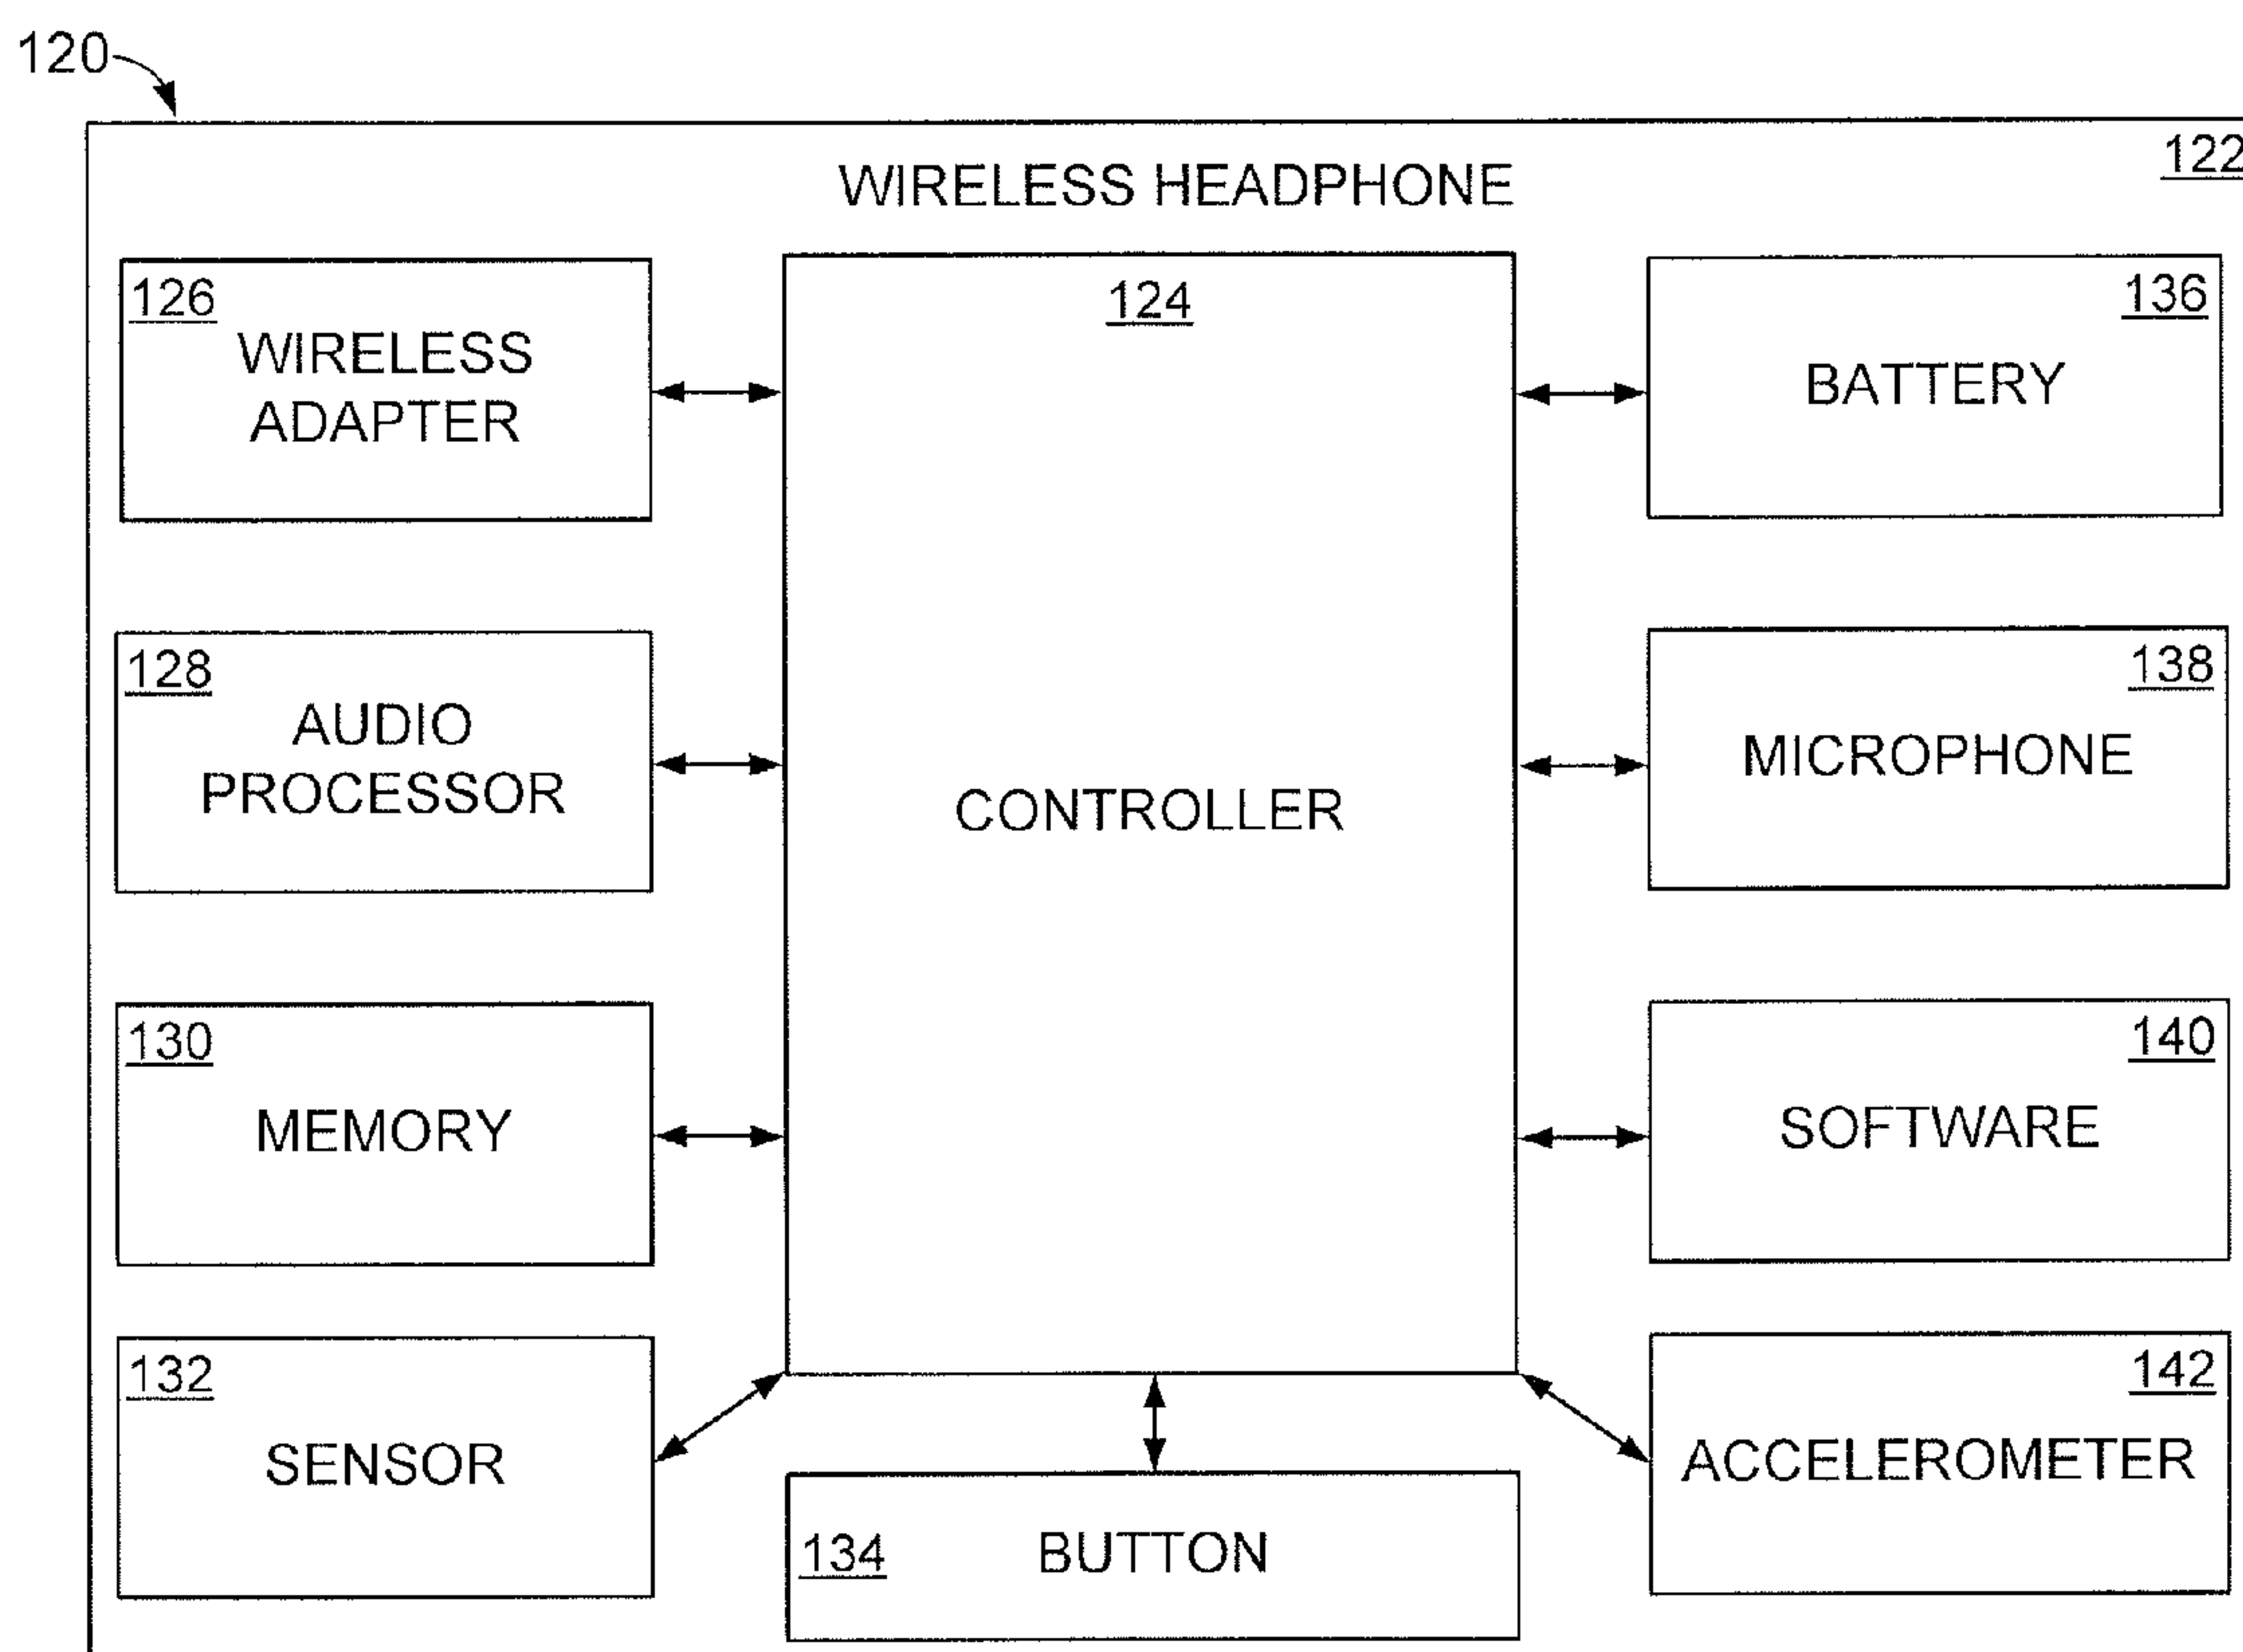 120
122
WIRELESS HEADPHONE
126
WIRELESS
ADAPTER
124
CONTROLLER
136
BATTERY
128
AUDIO
PROCESSOR
138
MICROPHONE
130
MEMORY
140
SOFTWARE
132
SENSOR
134
BUTTON
142
ACCELEROMETER